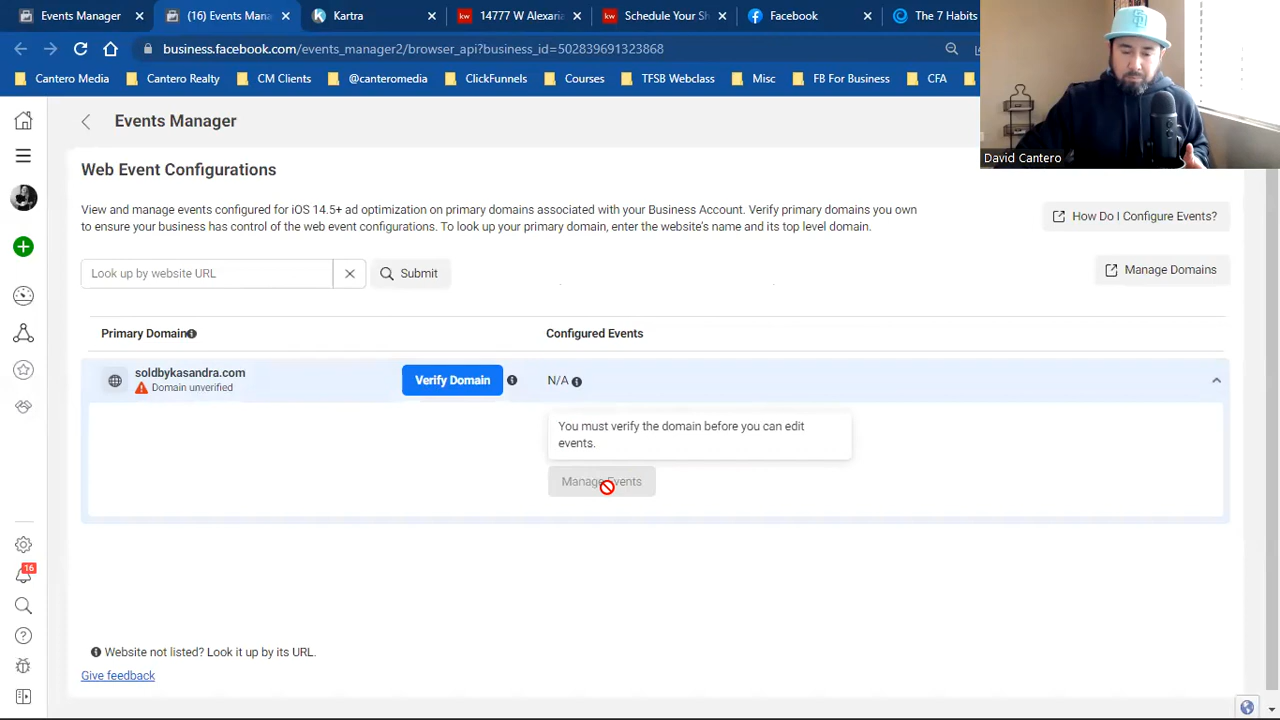 Events Manager
(16) Events Mana
Kartra
14777 W Alexaria
Schedule Your Sh
Facebook
The 7 Habits
business.facebook.com/events_manager2/browser_api?business_id=502839691323868
Cantero Media
Cantero Realty
CM Clients
@canteromedia
ClickFunnels
Courses
TFSB Webclass
Misc
FB For Business
CFA
David Cantero
Events Manager
Web Event Configurations
View and manage events configured for iOS 14.5+ ad optimization on primary domains associated with your Business Account. Verify primary domains you own
to ensure your business has control of the web event configurations. To look up your primary domain, enter the website's name and its top level domain.
How Do I Configure Events?
Look up by website URL
Submit
Manage Domains
Primary Domain
Configured Events
soldbykasandra.com
Domain unverified
Verify Domain
N/A
You must verify the domain before you can edit
events.
Manage Events
16
Website not listed? Look it up by its URL.
Give feedback